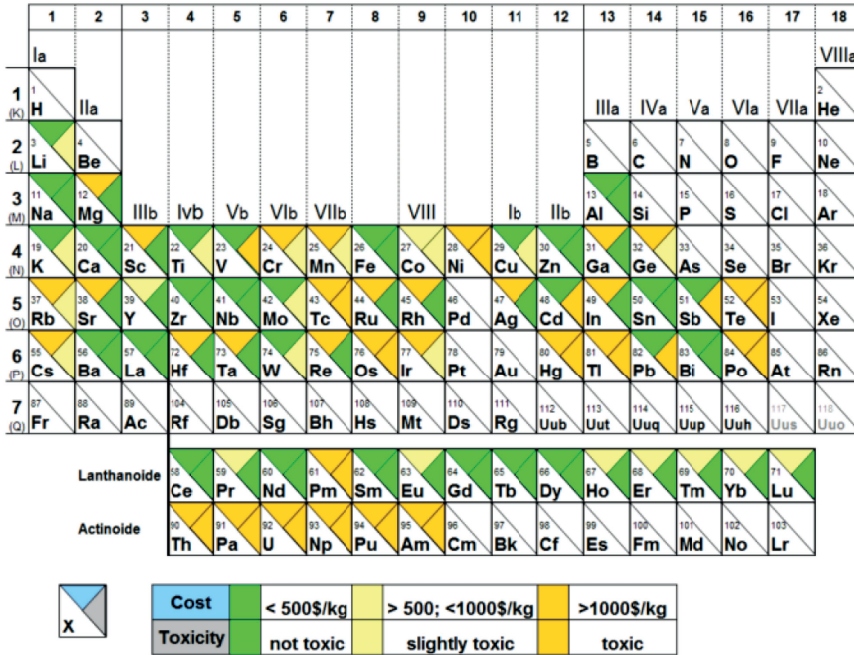 1 2 3 4 5 6 7 8 9 10 11 12 13 14 15 16 17 18
Ia VIIIa
1 (K) 1 H IIa IIIa IVa Va VIa VIIa 2 He
2 (L) 3 Li 4 Be 5 B 6 C 7 N 8 O 9 F 10 Ne
3 (M) 11 Na 12 Mg IIIb Ivb Vb VIb VIIb VIII Ib IIb 13 Al 14 Si 15 P 16 S 17 Cl 18 Ar
4 (N) 19 K 20 Ca 21 Sc 22 Ti 23 V 24 Cr 25 Mn 26 Fe 27 Co 28 Ni 29 Cu 30 Zn 31 Ga 32 Ge 33 As 34 Se 35 Br 36 Kr
5 (O) 37 Rb 38 Sr 39 Y 40 Zr 41 Nb 42 Mo 43 Tc 44 Ru 45 Rh 46 Pd 47 Ag 48 Cd 49 In 50 Sn 51 Sb 52 Te 53 I 54 Xe
6 (P) 55 Cs 56 Ba 57 La 72 Hf 73 Ta 74 W 75 Re 76 Os 77 Ir 78 Pt 79 Au 80 Hg 81 Tl 82 Pb 83 Bi 84 Po 85 At 86 Rn
7 (Q) 87 Fr 88 Ra 89 Ac 104 Rf 105 Db 106 Sg 107 Bh 108 Hs 109 Mt 110 Ds 111 Rg 112 Uub 113 Uut 114 Uuq 115 Uup 116 Uuh 117 Uus 118 Uuo
Lanthanoide 58 Ce 59 Pr 60 Nd 61 Pm 62 Sm 63 Eu 64 Gd 65 Tb 66 Dy 67 Ho 68 Er 69 Tm 70 Yb 71 Lu
Actinoide 90 Th 91 Pa 92 U 93 Np 94 Pu 95 Am 96 Cm 97 Bk 98 Cf 99 Es 100 Fm 101 Md 102 No 103 Lr
X Cost < 500$/kg > 500; <1000$/kg >1000$/kg
Toxicity not toxic slightly toxic toxic